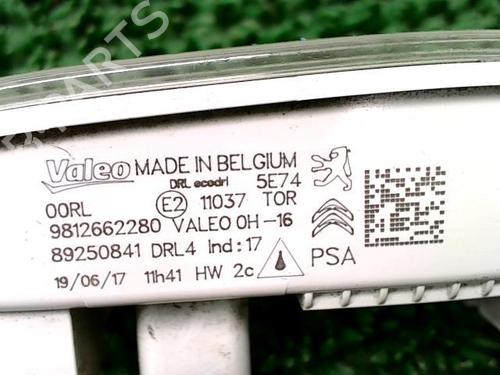 Valeo MADE IN BELGIUM
DRL ecodrl 5E74
00RL E2 11037 TOR
9812662280 VALEO 0H-16
89250841 DRL4 Ind:17
19/06/17 11h41 HW 2c PSA
PARTS